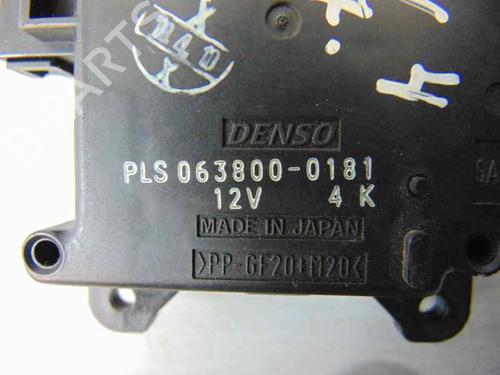 DENSO
PLS 063800-0181
12V 4 K
MADE IN JAPAN
>PP-GF20+M20<